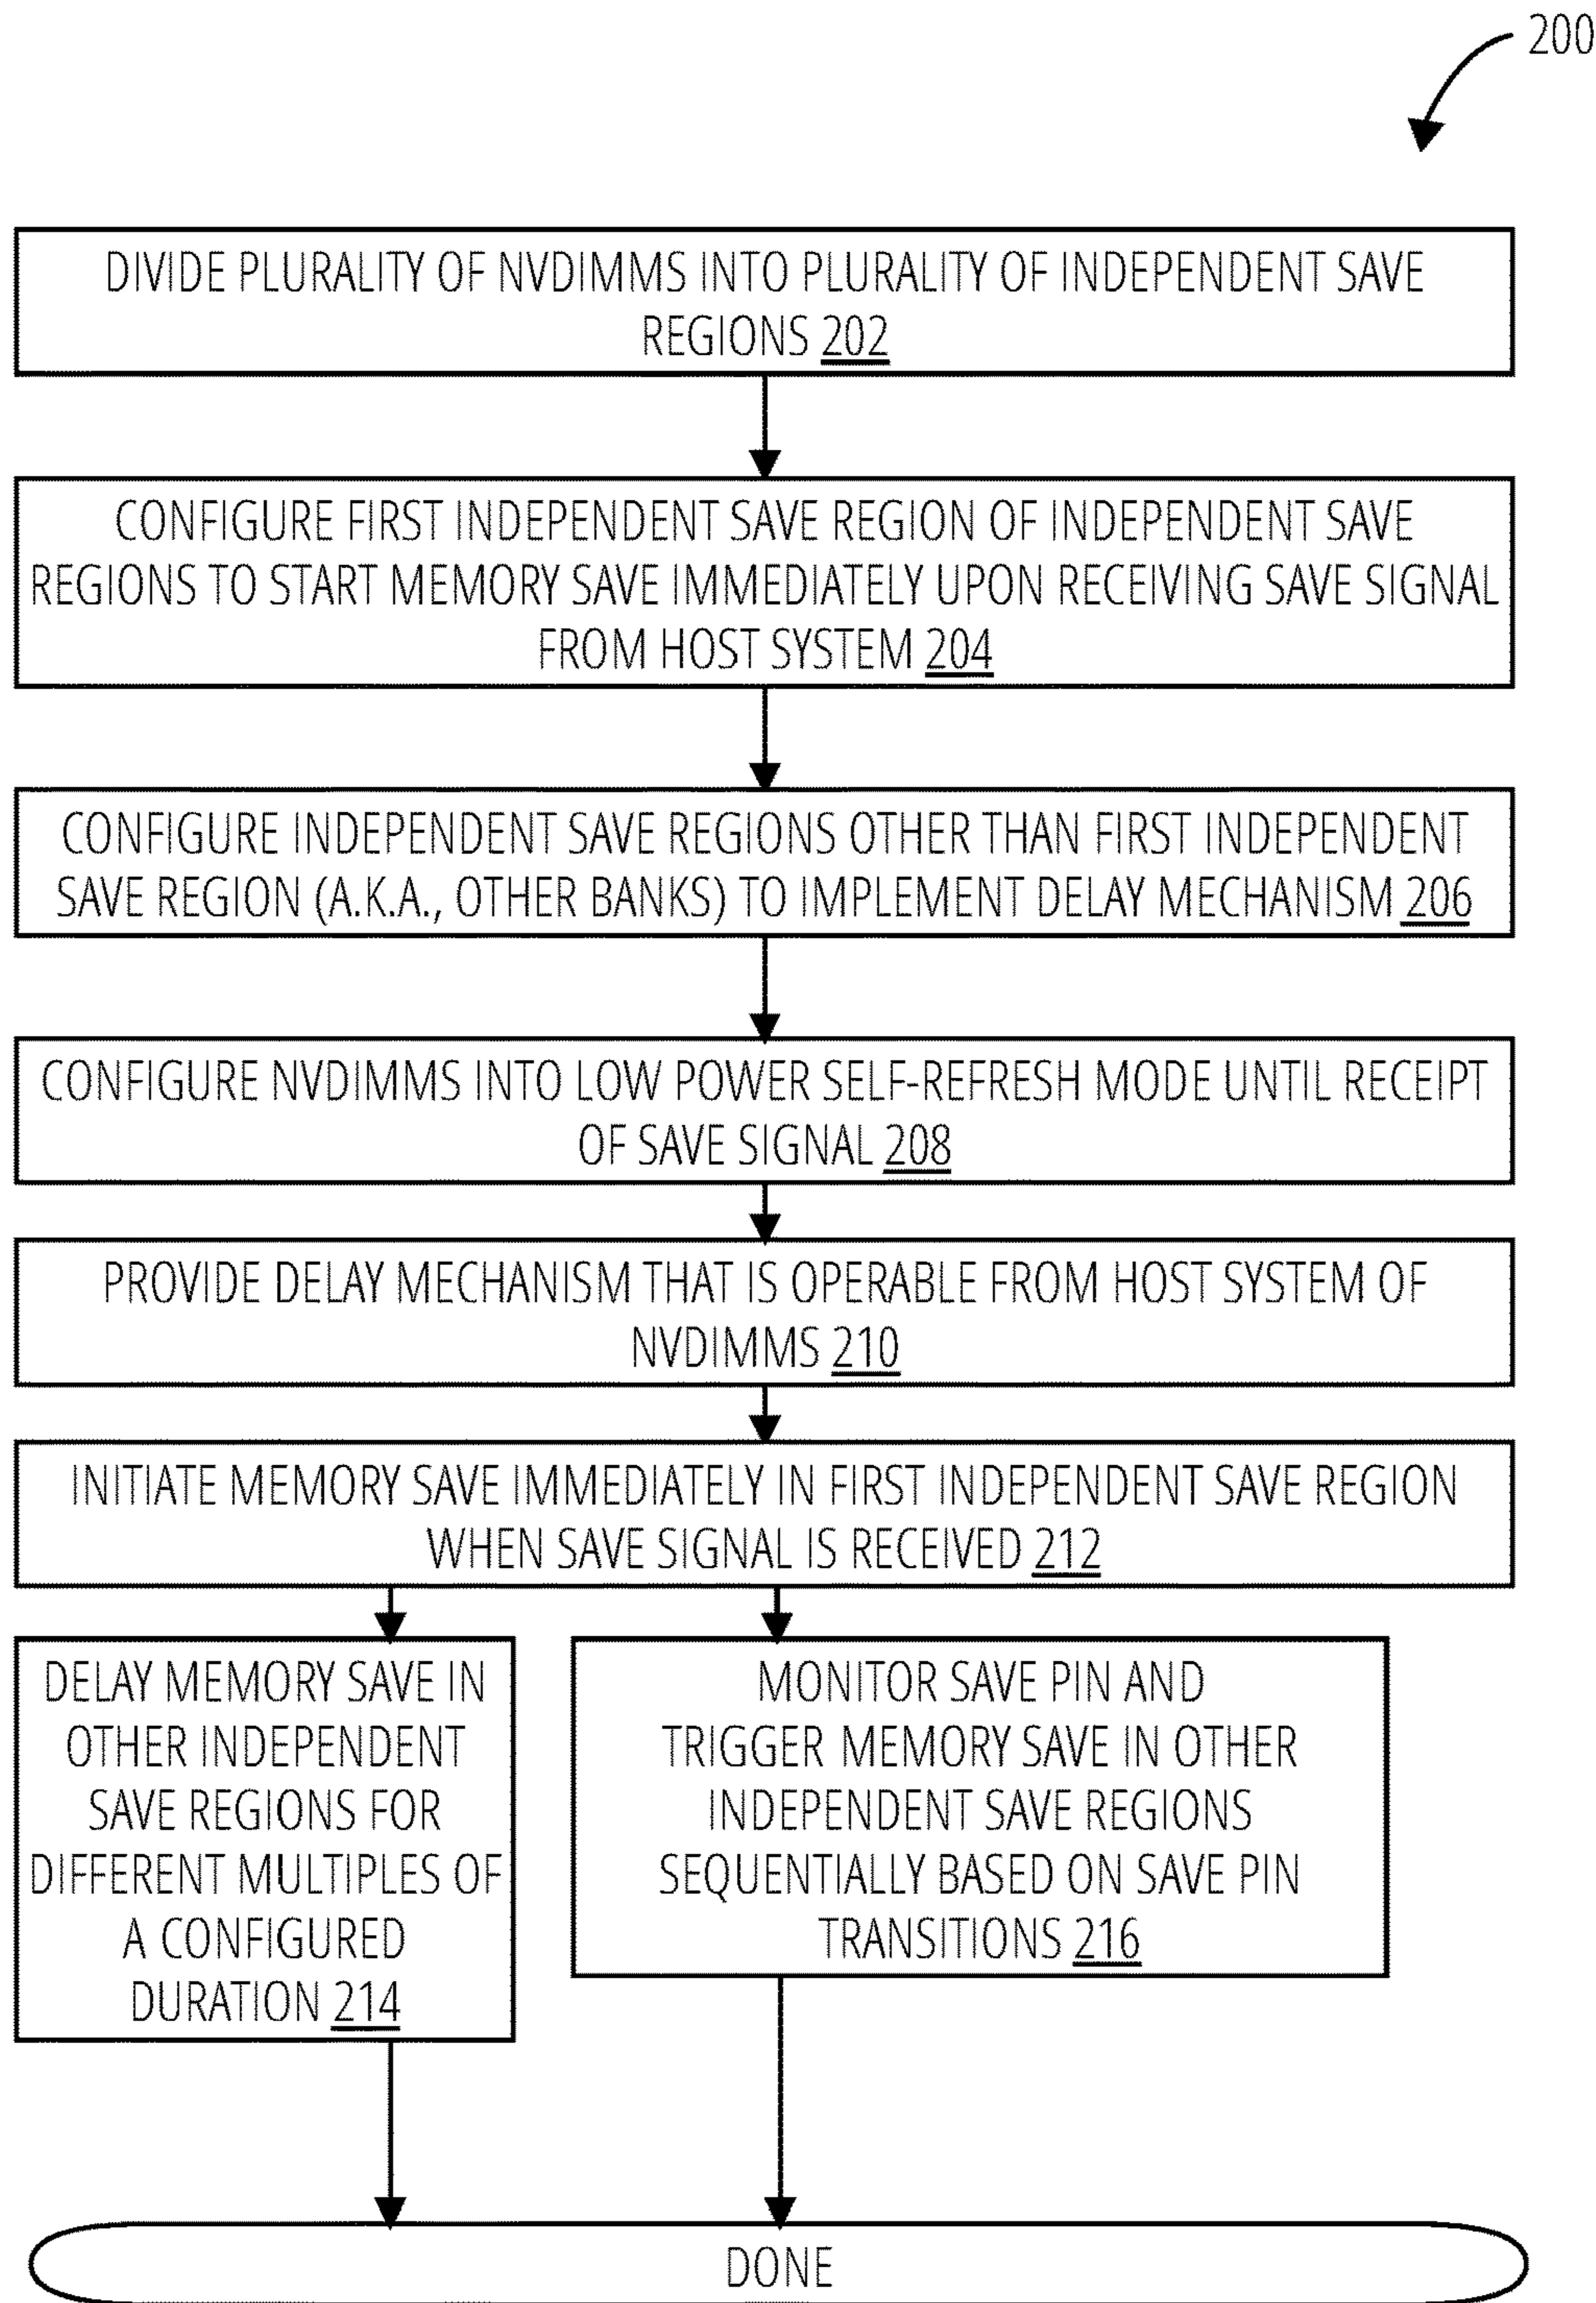 200
DIVIDE PLURALITY OF NVDIMMS INTO PLURALITY OF INDEPENDENT SAVE
REGIONS 202
CONFIGURE FIRST INDEPENDENT SAVE REGION OF INDEPENDENT SAVE
REGIONS TO START MEMORY SAVE IMMEDIATELY UPON RECEIVING SAVE SIGNAL
FROM HOST SYSTEM 204
CONFIGURE INDEPENDENT SAVE REGIONS OTHER THAN FIRST INDEPENDENT
SAVE REGION (A.K.A., OTHER BANKS) TO IMPLEMENT DELAY MECHANISM 206
CONFIGURE NVDIMMS INTO LOW POWER SELF-REFRESH MODE UNTIL RECEIPT
OF SAVE SIGNAL 208
PROVIDE DELAY MECHANISM THAT IS OPERABLE FROM HOST SYSTEM OF
NVDIMMS 210
INITIATE MEMORY SAVE IMMEDIATELY IN FIRST INDEPENDENT SAVE REGION
WHEN SAVE SIGNAL IS RECEIVED 212
DELAY MEMORY SAVE IN
OTHER INDEPENDENT
SAVE REGIONS FOR
DIFFERENT MULTIPLES OF
A CONFIGURED
DURATION 214
MONITOR SAVE PIN AND
TRIGGER MEMORY SAVE IN OTHER
INDEPENDENT SAVE REGIONS
SEQUENTIALLY BASED ON SAVE PIN
TRANSITIONS 216
DONE